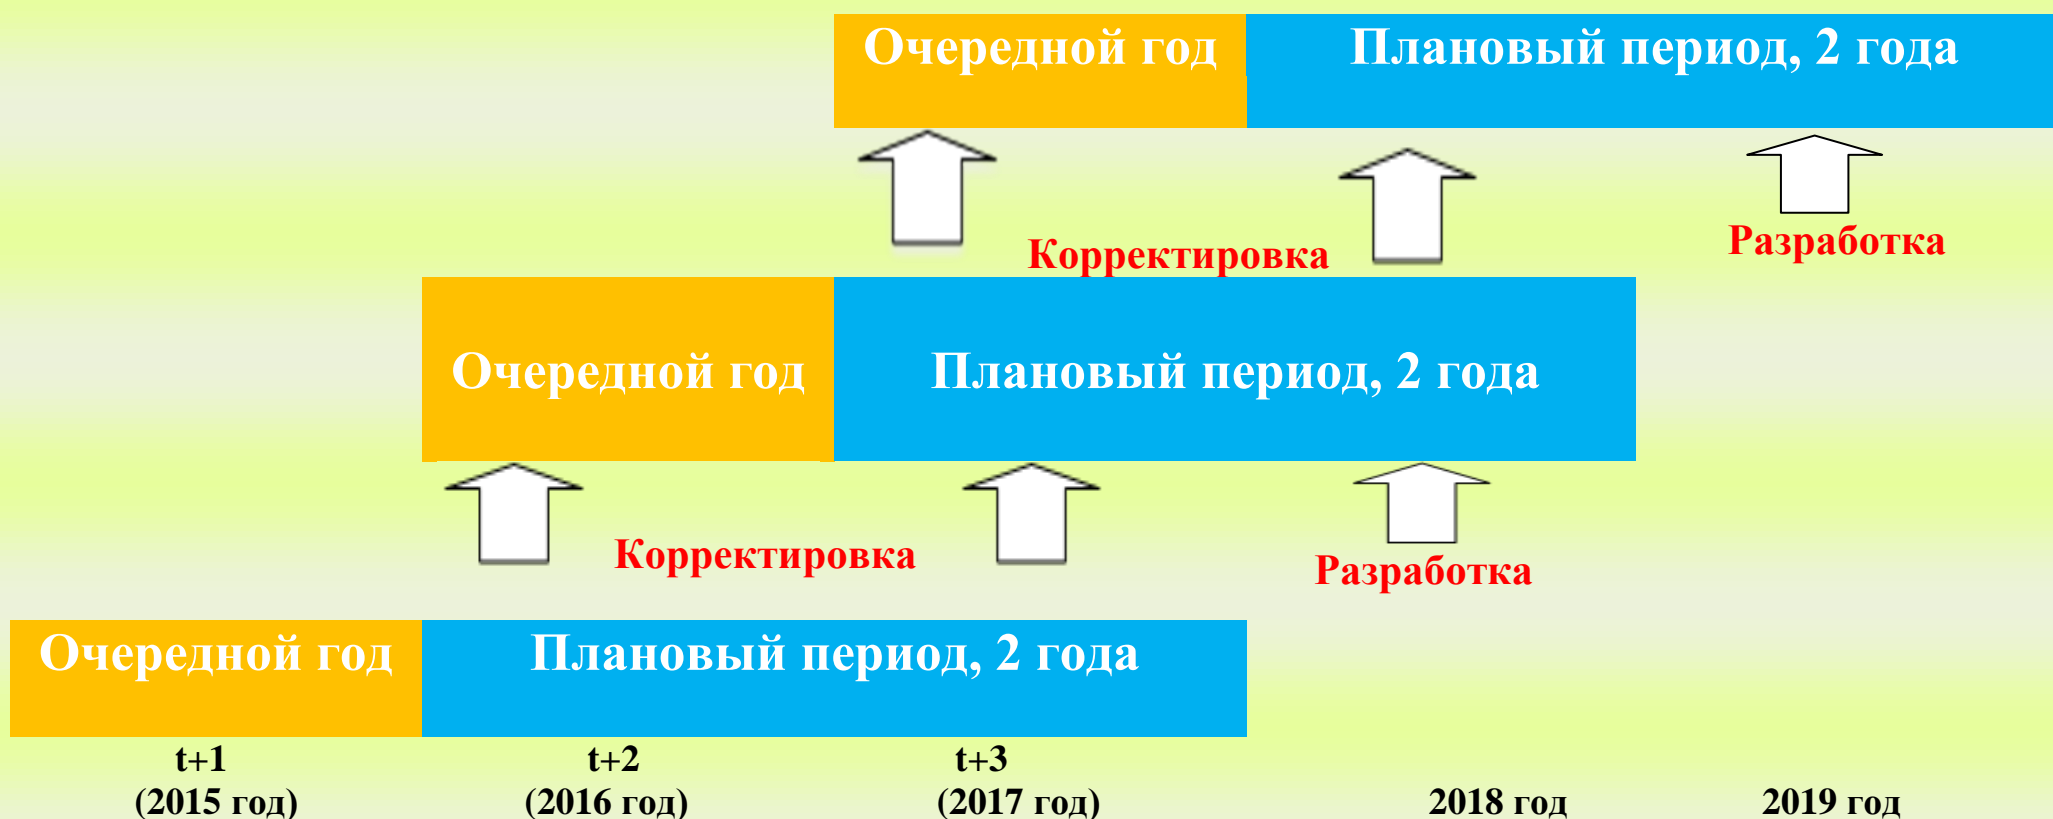 Очередной год
Плановый период, 2 года
Корректировка
Разработка
Очередной год
Плановый период, 2 года
Корректировка
Разработка
Очередной год
Плановый период, 2 года
t+1
(2015 год)
t+2
(2016 год)
t+3
(2017 год)
2018 год
2019 год